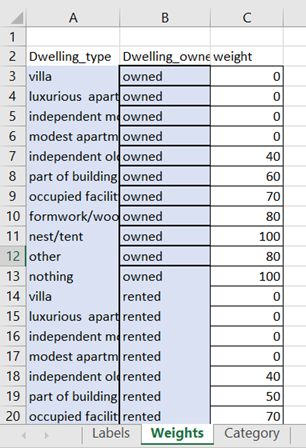 A B C
1
2 Dwelling_type Dwelling_owne weight
3 villa owned 0
4 luxurious apart owned 0
5 independent mo owned 0
6 modest apartm owned 0
7 independent old owned 40
8 part of building owned 60
9 occupied facilit owned 70
10 formwork/woo owned 80
11 nest/tent owned 100
12 other owned 80
13 nothing owned 100
14 villa rented 0
15 luxurious apart rented 0
16 independent mo rented 0
17 modest apartm rented 0
18 independent old rented 40
19 part of building rented 50
20 occupied facilit rented 70
Labels Weights Category